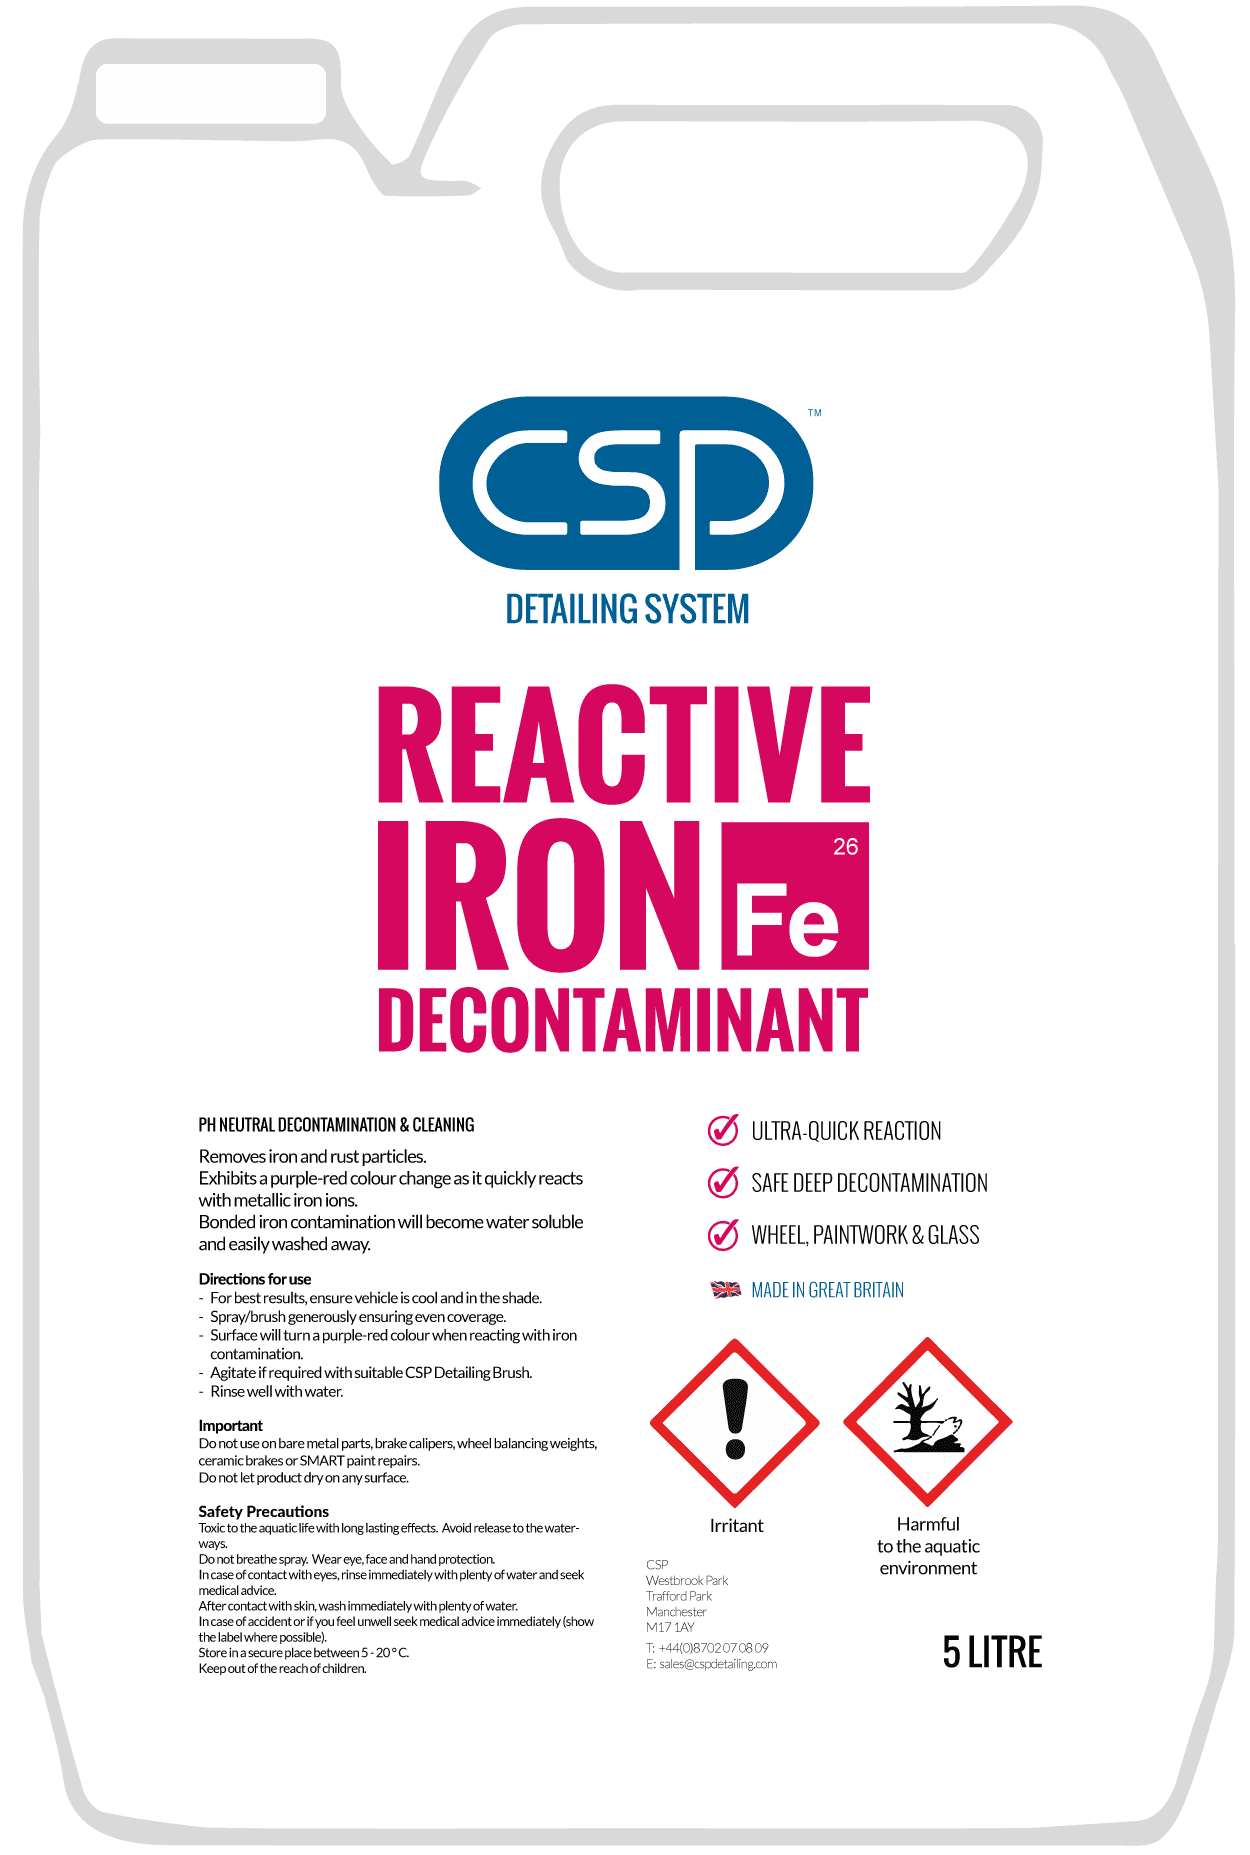 CSP
TM
DETAILING SYSTEM
REACTIVE
IRON
26
Fe
DECONTAMINANT
PH NEUTRAL DECONTAMINATION & CLEANING
Removes iron and rust particles.
Exhibits a purple-red colour change as it quickly reacts
with metallic iron ions.
Bonded iron contamination will become water soluble
and easily washed away.
Directions for use
- For best results, ensure vehicle is cool and in the shade.
- Spray/brush generously ensuring even coverage.
- Surface will turn a purple-red colour when reacting with iron
contamination.
- Agitate if required with suitable CSP Detailing Brush.
- Rinse well with water.
Important
Do not use on bare metal parts, brake calipers, wheel balancing weights,
ceramic brakes or SMART paint repairs.
Do not let product dry on any surface.
Safety Precautions
Toxic to the aquatic life with long lasting effects. Avoid release to the water-
ways.
Do not breathe spray. Wear eye, face and hand protection.
In case of contact with eyes, rinse immediately with plenty of water and seek
medical advice.
After contact with skin, wash immediately with plenty of water.
In case of accident or if you feel unwell seek medical advice immediately (show
the label where possible).
Store in a secure place between 5 - 20 ° C.
Keep out of the reach of children.
ULTRA-QUICK REACTION
SAFE DEEP DECONTAMINATION
WHEEL, PAINTWORK & GLASS
MADE IN GREAT BRITAIN
Irritant
Harmful
to the aquatic
environment
CSP
Westbrook Park
Trafford Park
Manchester
M17 1AY
T: +44(0)8702 07 08 09
E: sales@cspdetailing.com
5 LITRE